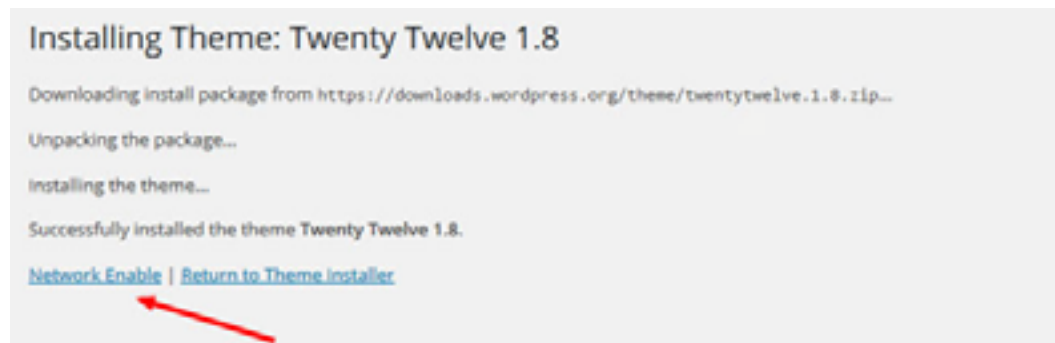 Installing Theme: Twenty Twelve 1.8
Downloading install package from https://downloads.wordpress.org/theme/twentytwelve.1.8.zip…
Unpacking the package…
Installing the theme…
Successfully installed the theme Twenty Twelve 1.8.
Network Enable | Return to Theme Installer